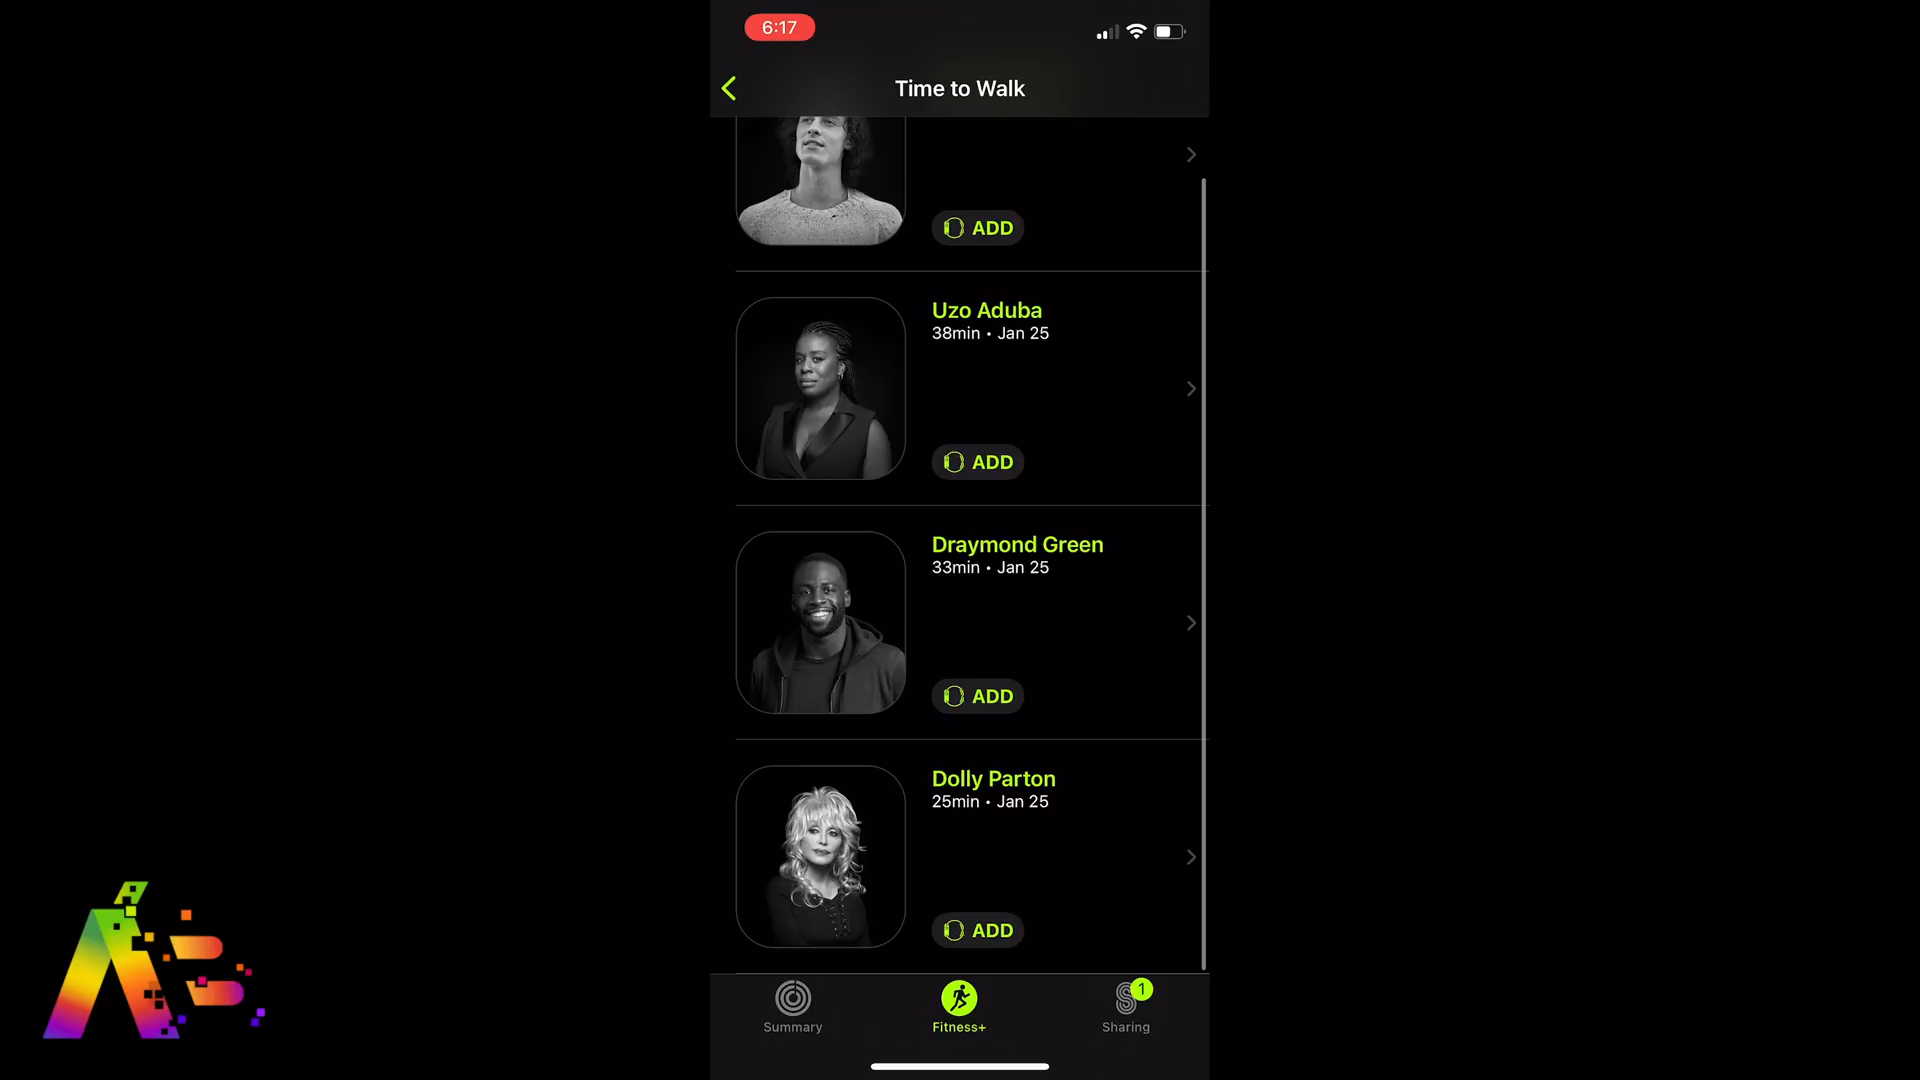 6:17
Time to Walk
ADD
Uzo Aduba
38min • Jan 25
ADD
Draymond Green
33min • Jan 25
ADD
Dolly Parton
25min • Jan 25
ADD
1
Summary
Fitness+
Sharing